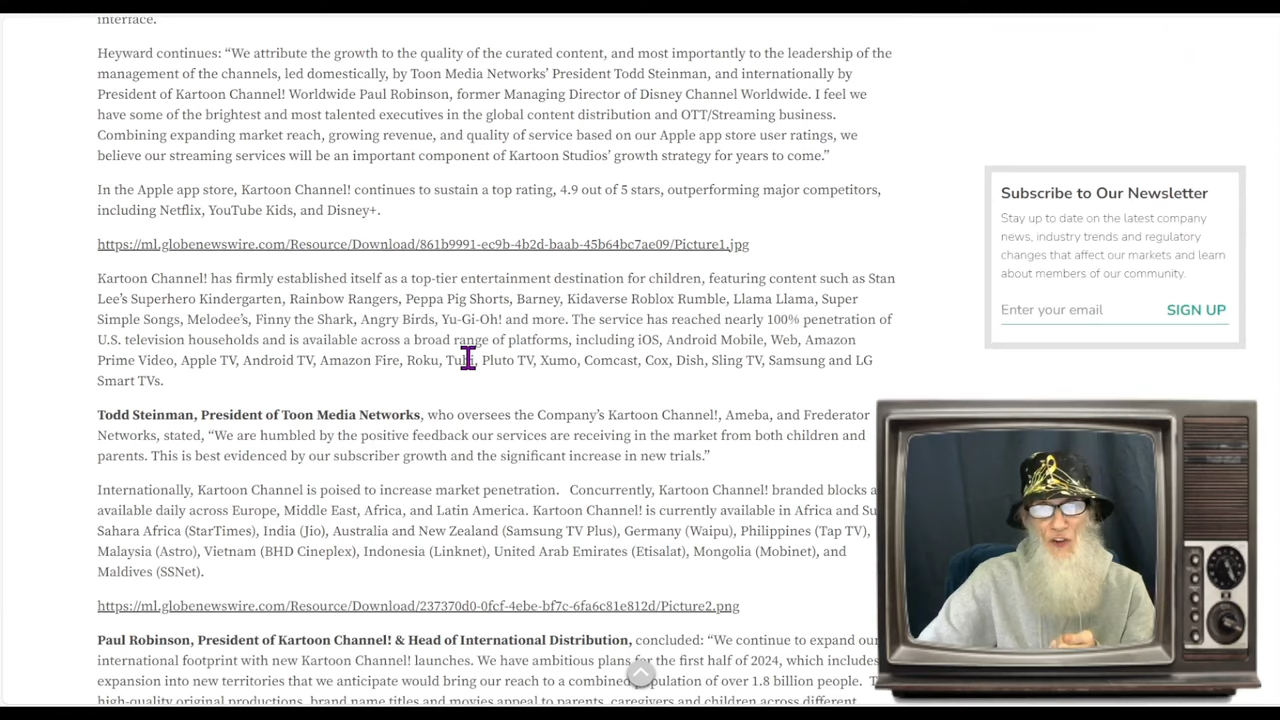 interface.
Heyward continues: “We attribute the growth to the quality of the curated content, and most importantly to the leadership of the
management of the channels, led domestically, by Toon Media Networks’ President Todd Steinman, and internationally by
President of Kartoon Channel! Worldwide Paul Robinson, former Managing Director of Disney Channel Worldwide. I feel we
have some of the brightest and most talented executives in the global content distribution and OTT/Streaming business.
Combining expanding market reach, growing revenue, and quality of service based on our Apple app store user ratings, we
believe our streaming services will be an important component of Kartoon Studios’ growth strategy for years to come.”
In the Apple app store, Kartoon Channel! continues to sustain a top rating, 4.9 out of 5 stars, outperforming major competitors,
including Netflix, YouTube Kids, and Disney+.
https://ml.globenewswire.com/Resource/Download/861b9991-ec9b-4b2d-baab-45b64bc7ae09/Picture1.jpg
Kartoon Channel! has firmly established itself as a top-tier entertainment destination for children, featuring content such as Stan
Lee’s Superhero Kindergarten, Rainbow Rangers, Peppa Pig Shorts, Barney, Kidaverse Roblox Rumble, Llama Llama, Super
Simple Songs, Melodee’s, Finny the Shark, Angry Birds, Yu-Gi-Oh! and more. The service has reached nearly 100% penetration of
U.S. television households and is available across a broad range of platforms, including iOS, Android Mobile, Web, Amazon
Prime Video, Apple TV, Android TV, Amazon Fire, Roku, Tubi, Pluto TV, Xumo, Comcast, Cox, Dish, Sling TV, Samsung and LG
Smart TVs.
Todd Steinman, President of Toon Media Networks, who oversees the Company’s Kartoon Channel!, Ameba, and Frederator
Networks, stated, “We are humbled by the positive feedback our services are receiving in the market from both children and
parents. This is best evidenced by our subscriber growth and the significant increase in new trials.”
Internationally, Kartoon Channel is poised to increase market penetration. Concurrently, Kartoon Channel! branded blocks a
available daily across Europe, Middle East, Africa, and Latin America. Kartoon Channel! is currently available in Africa and Su
Sahara Africa (StarTimes), India (Jio), Australia and New Zealand (Samsung TV Plus), Germany (Waipu), Philippines (Tap TV),
Malaysia (Astro), Vietnam (BHD Cineplex), Indonesia (Linknet), United Arab Emirates (Etisalat), Mongolia (Mobinet), and
Maldives (SSNet).
https://ml.globenewswire.com/Resource/Download/237370d0-0fcf-4ebe-bf7c-6fa6c81e812d/Picture2.png
Paul Robinson, President of Kartoon Channel! & Head of International Distribution, concluded: “We continue to expand our
international footprint with new Kartoon Channel! launches. We have ambitious plans for the first half of 2024, which includes
expansion into new territories that we anticipate would bring our reach to a combined population of over 1.8 billion people. T
high-quality original productions, brand name titles and movies appeal to parents, caregivers and children across different
Subscribe to Our Newsletter
Stay up to date on the latest company
news, industry trends and regulatory
changes that affect our markets and learn
about members of our community.
Enter your email SIGN UP